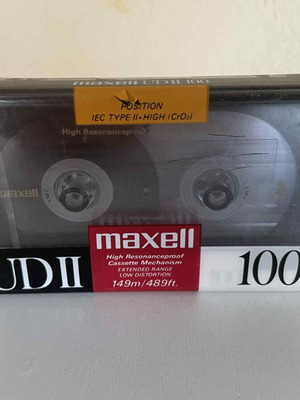 maxell UDII 100
POSITION
IEC TYPE II • HIGH (CrO₂)
High Resonanceproof
maxell
maxell
High Resonanceproof
Cassette Mechanism
EXTENDED RANGE
LOW DISTORTION
149m/489ft.
UDII
100